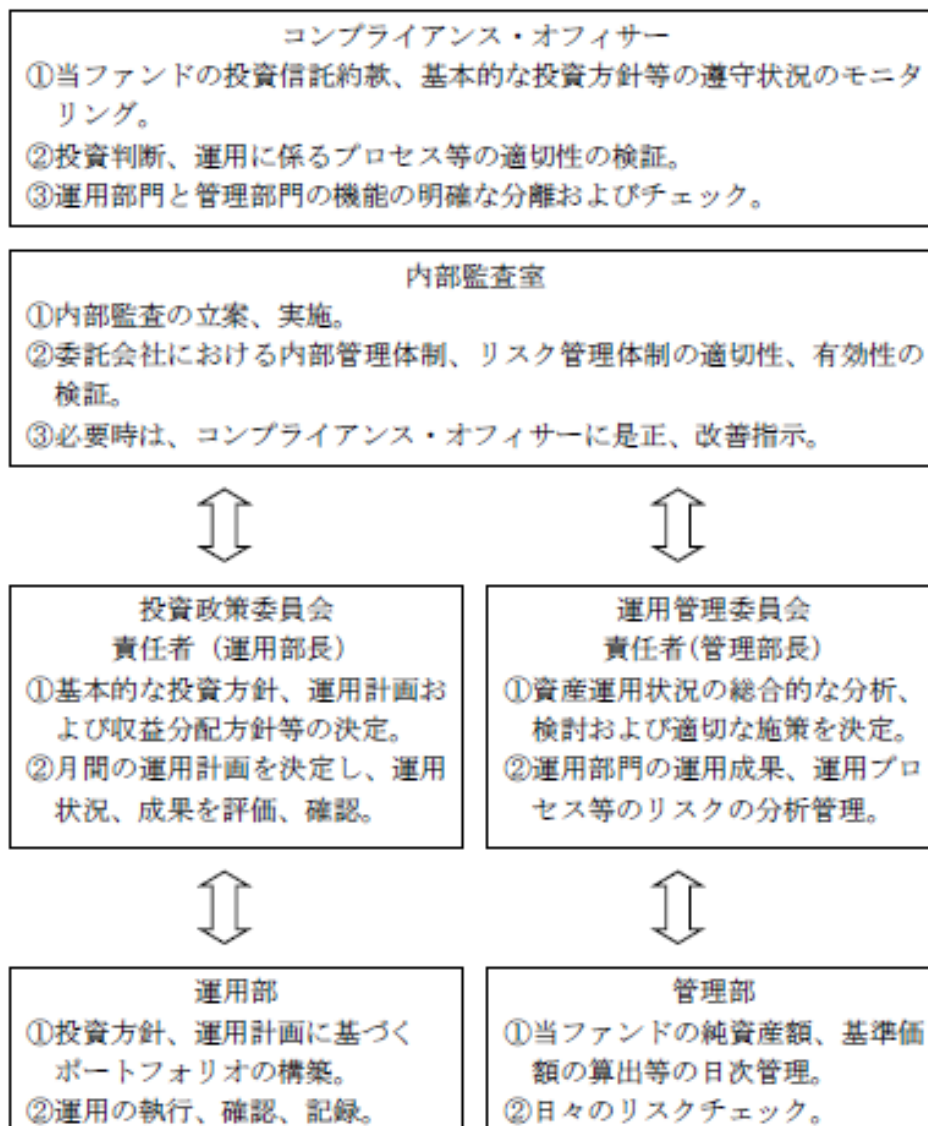 コンプライアンス・オフィサー
①当ファンドの投資信託約款、基本的な投資方針等の遵守状況のモニタ
リング。
②投資判断、運用に係るプロセス等の適切性の検証。
③運用部門と管理部門の機能の明確な分離およびチェック。
内部監査室
①内部監査の立案、実施。
②委託会社における内部管理体制、リスク管理体制の適切性、有効性の
検証。
③必要時は、コンプライアンス・オフィサーに是正、改善指示。
投資政策委員会
責任者（運用部長）
①基本的な投資方針、運用計画お
よび収益分配方針等の決定。
②月間の運用計画を決定し、運用
状況、成果を評価、確認。
運用管理委員会
責任者(管理部長)
①資産運用状況の総合的な分析、
検討および適切な施策を決定。
②運用部門の運用成果、運用プロ
セス等のリスクの分析管理。
運用部
①投資方針、運用計画に基づく
ポートフォリオの構築。
②運用の執行、確認、記録。
管理部
①当ファンドの純資産額、基準価
額の算出等の日次管理。
②日々のリスクチェック。